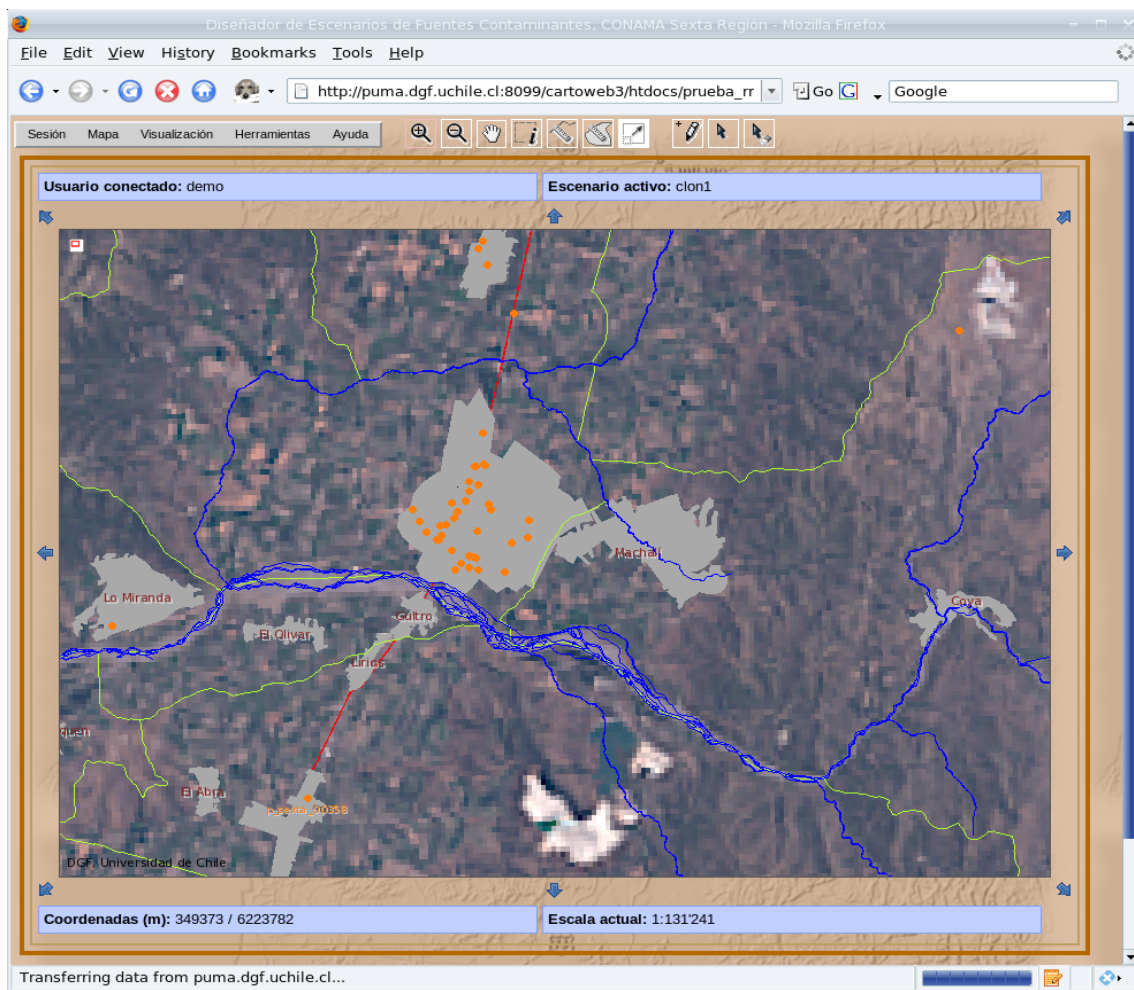 Diseñador de Escenarios de Fuentes Contaminantes, CONAMA Sexta Región - Mozilla Firefox
File Edit View History Bookmarks Tools Help
http://puma.dgf.uchile.cl:8099/cartoweb3/htdocs/prueba_rr Go G Google
Sesión Mapa Visualización Herramientas Ayuda
Usuario conectado: demo
Escenario activo: clon1
Machalí
Lo Miranda
Coya
Gultro
El Olivar
Lirios
quen
El Abra
p_sexta_90358
DGF, Universidad de Chile
Coordenadas (m): 349373 / 6223782
Escala actual: 1:131'241
Transferring data from puma.dgf.uchile.cl...